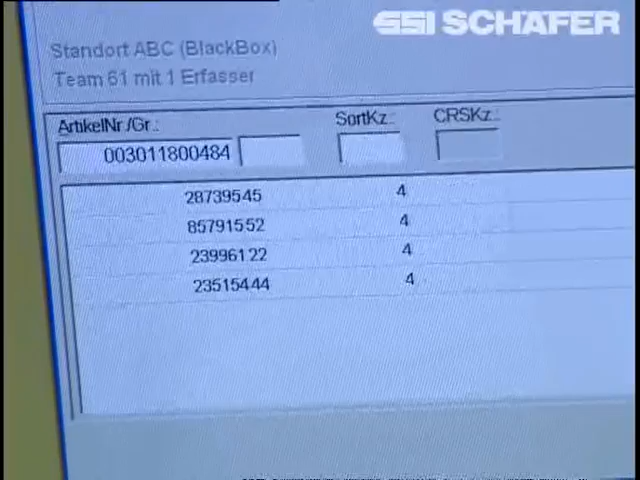 SSI SCHÄFER
Standort ABC (BlackBox)
Team 61 mit 1 Erfasser
ArtikelNr./Gr.: SortKz.: CRSKz.:
003011800484
28739545 4
85791552 4
23996122 4
23515444 4